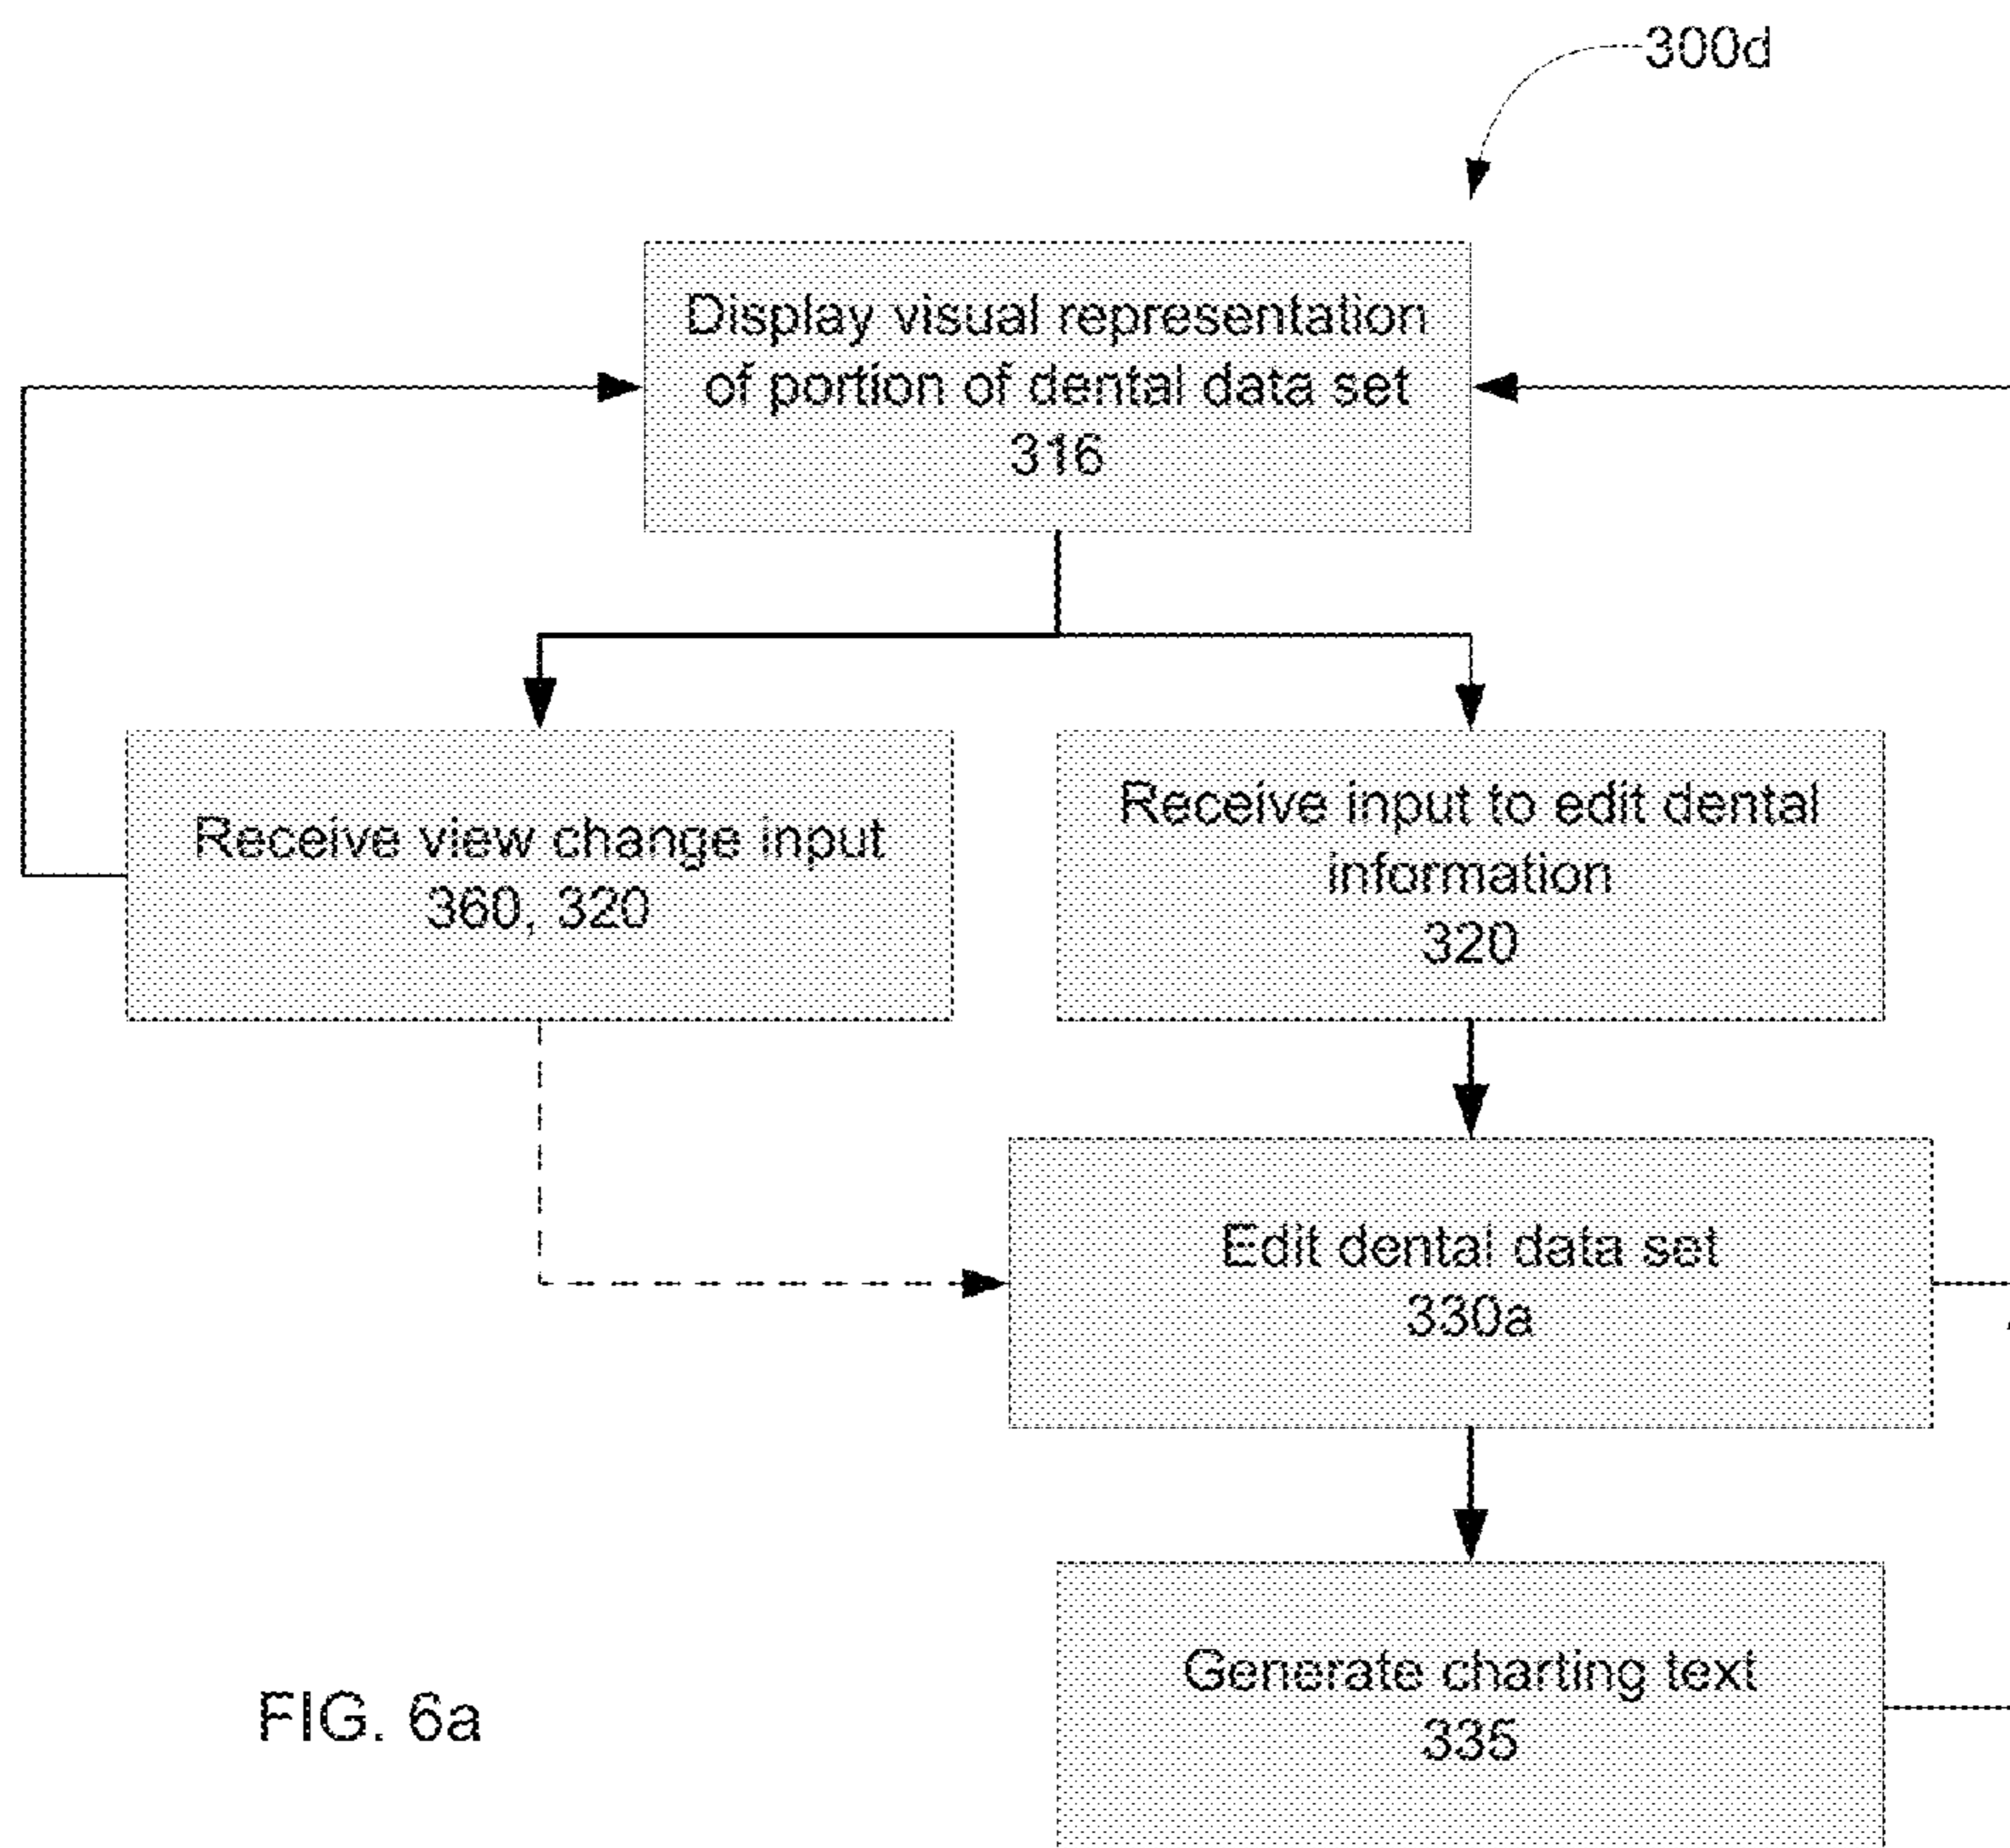 300d
Display visual representation
of portion of dental data set
316
Receive view change input
360, 320
Receive input to edit dental
information
320
Edit dental data set
330a
Generate charting text
335
FIG. 6a